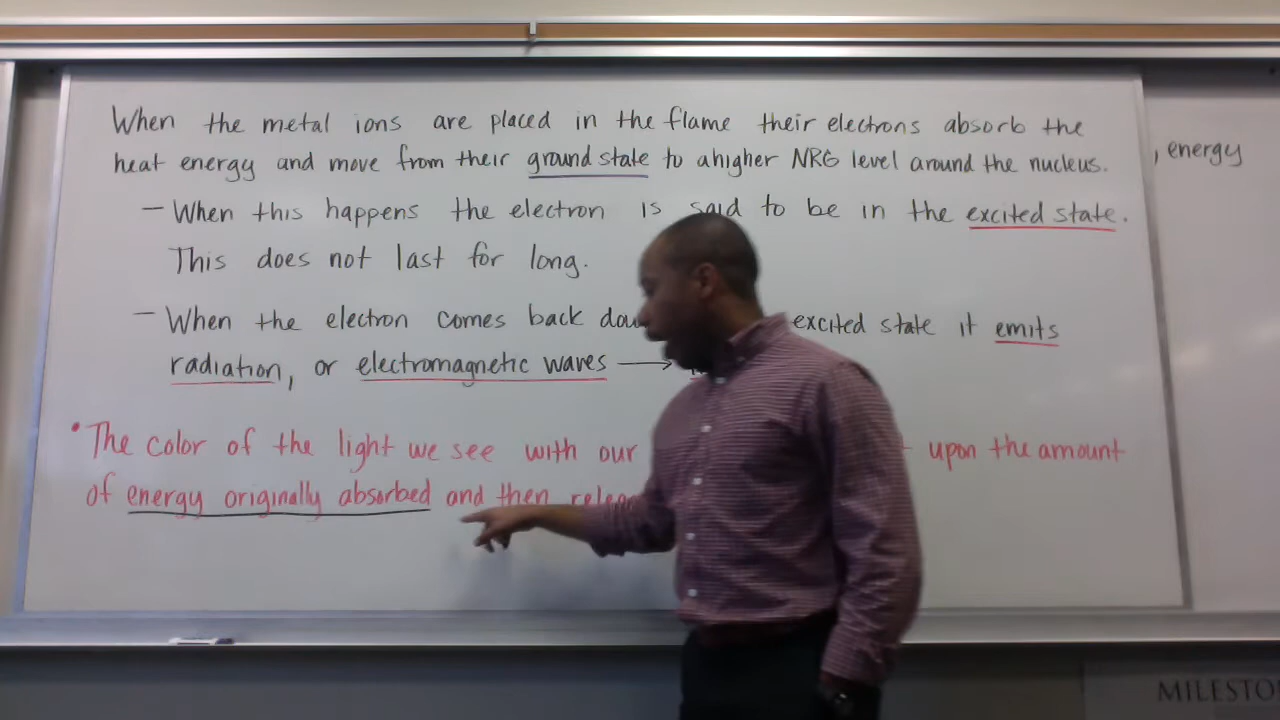 When the metal ions are placed in the flame their electrons absorb the
heat energy and move from their ground state to a higher NRG level around the nucleus.
, energy
– When this happens the electron is said to be in the excited state.
This does not last for long.
– When the electron comes back excited state it emits
radiation, or electromagnetic waves →
• The color of the light we see with our upon the amount
of energy originally absorbed and then